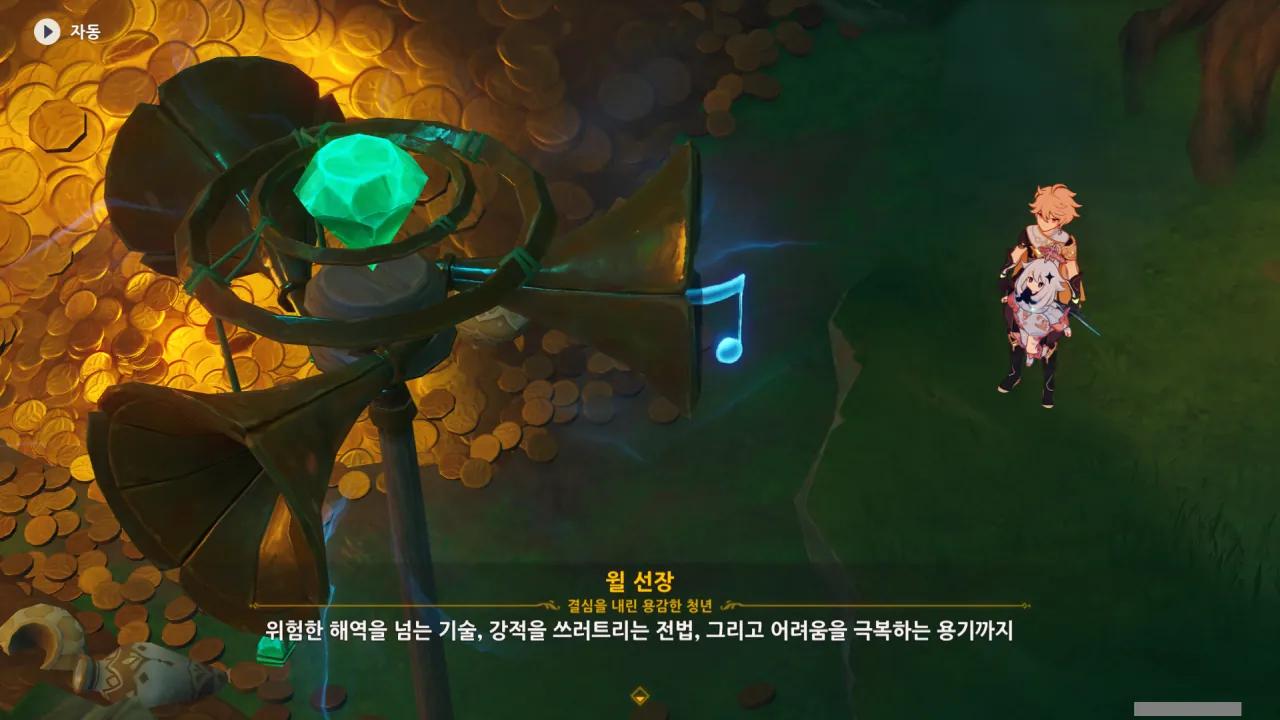 자동
윌 선장
결심을 내린 용감한 청년
위험한 해역을 넘는 기술, 강적을 쓰러트리는 전법, 그리고 어려움을 극복하는 용기까지